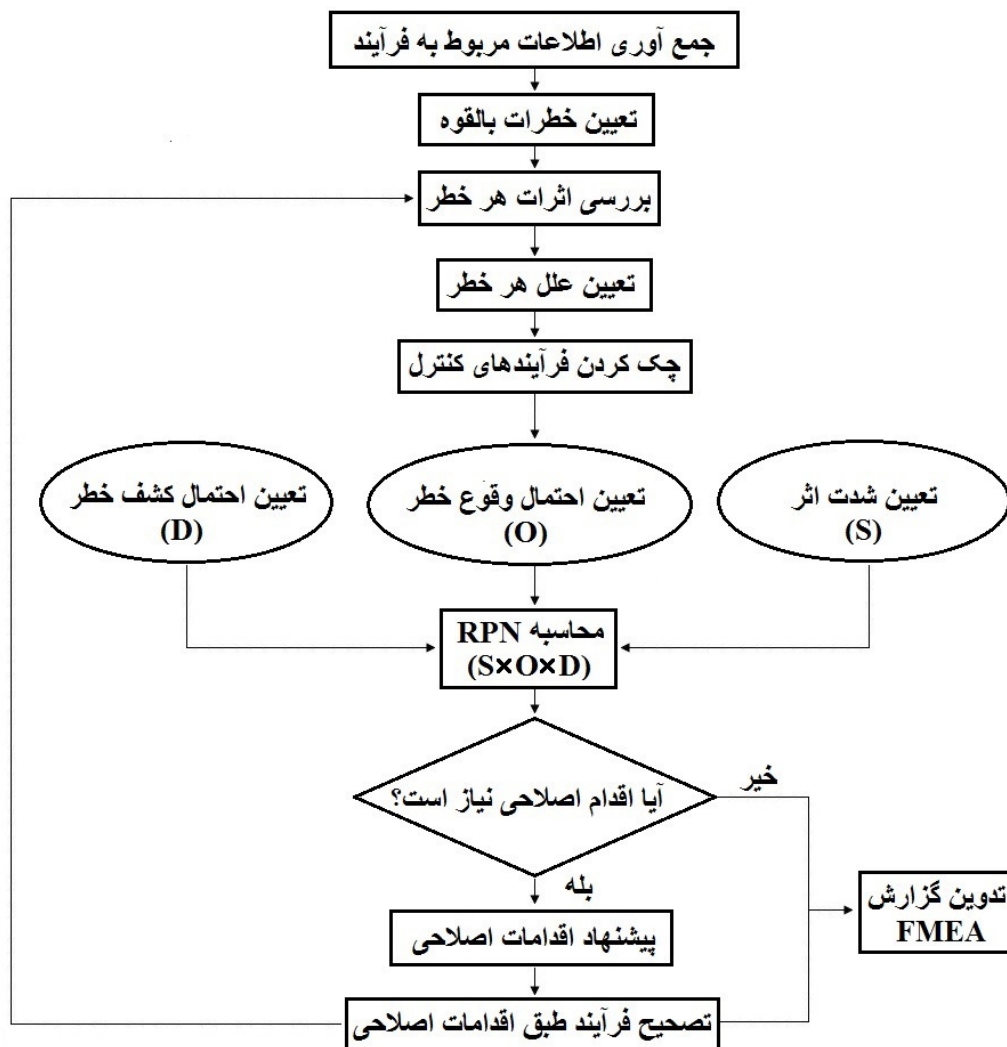 جمع آوری اطلاعات مربوط به فرآیند
تعیین خطرات بالقوه
بررسی اثرات هر خطر
تعیین علل هر خطر
چک کردن فرآیندهای کنترل
تعیین شدت اثر
(S)
تعیین احتمال وقوع خطر
(O)
تعیین احتمال کشف خطر
(D)
محاسبه RPN
(S×O×D)
آیا اقدام اصلاحی نیاز است؟
خیر
بله
تدوین گزارش
FMEA
پیشنهاد اقدامات اصلاحی
تصحیح فرآیند طبق اقدامات اصلاحی